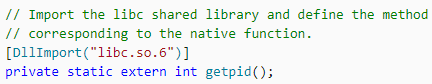 // Import the libc shared library and define the method
// corresponding to the native function.
[DllImport("libc.so.6")]
private static extern int getpid();